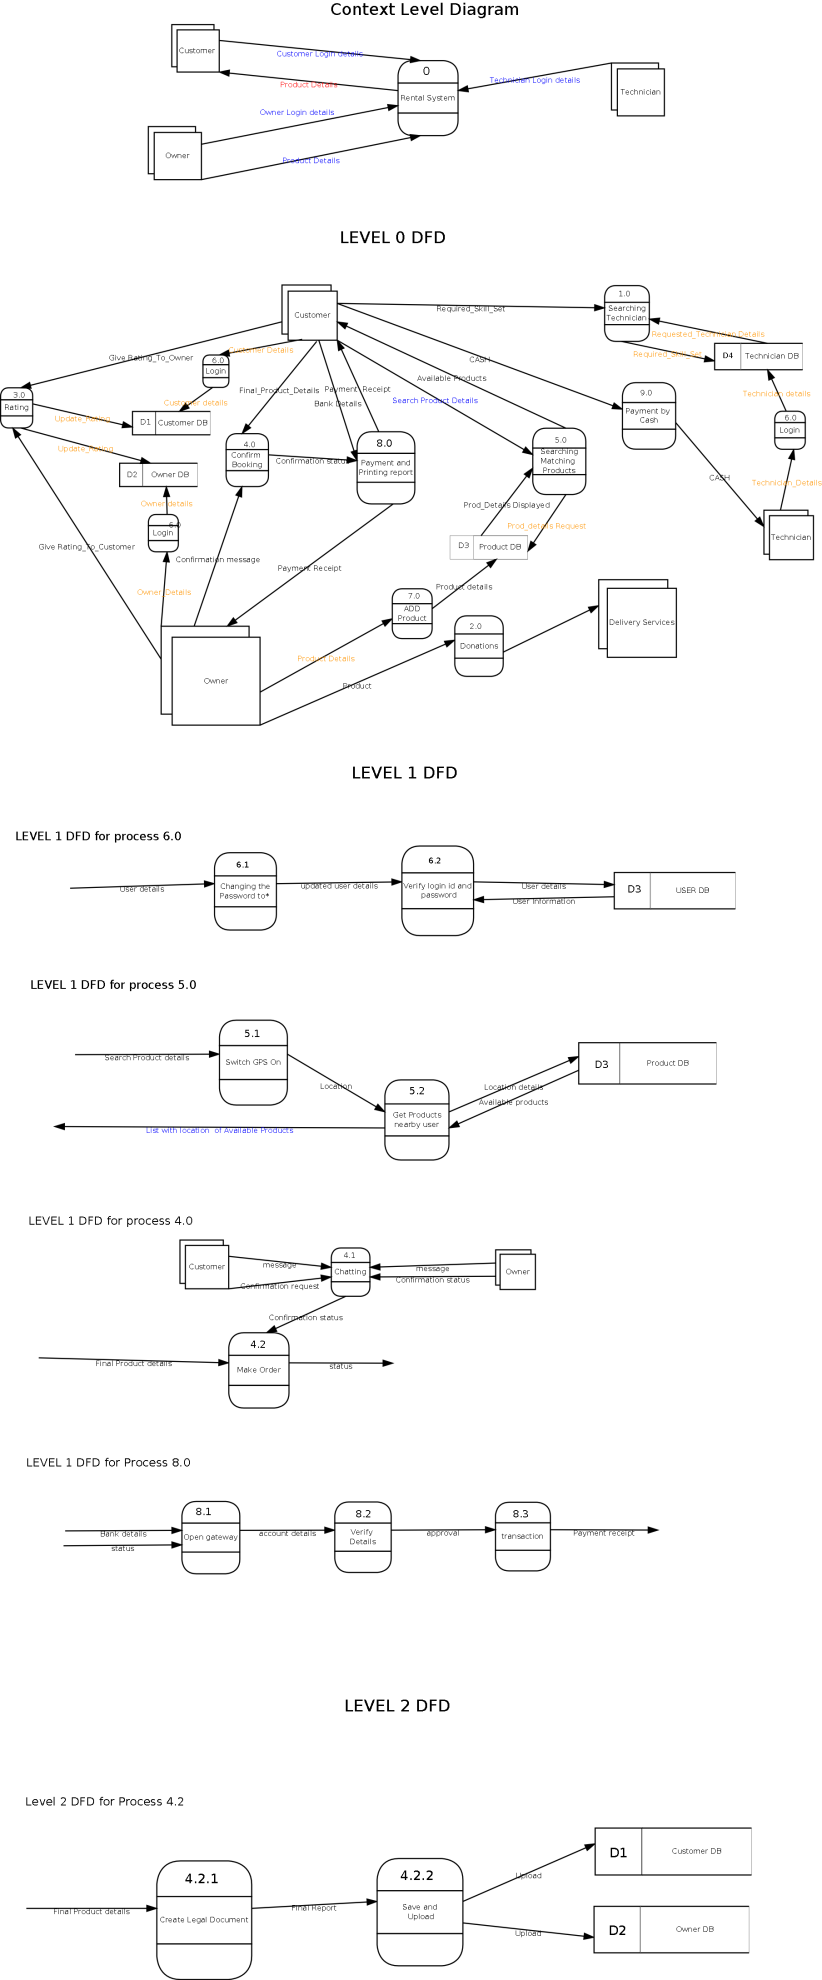 Context Level Diagram
Customer
Customer Login details
0
Rental System
Product Details
Technician Login details
Technician
Owner Login details
Owner
Product Details
LEVEL 0 DFD
Customer
Required_Skill_Set
1.0
Searching
Technician
Requested_Technician Details
Required_Skill_Set
D4
Technician DB
Give Rating_To_Owner
Customer Details
6.0
Login
CASH
Available Products
Final_Product_Details
Payment_Receipt
Bank Details
Search Product Details
3.0
Rating
Customer details
Update_Rating
D1
Customer DB
9.0
Payment by
Cash
Technician details
6.0
Login
Update_Rating
4.0
Confirm
Booking
Confirmation status
8.0
Payment and
Printing report
5.0
Searching
Matching
Products
D2
Owner DB
CASH
Technician_Details
Owner details
6.0
Login
Prod_Details Displayed
Prod_details Request
D3
Product DB
Technician
Give Rating_To_Customer
Confirmation message
Payment Receipt
Owner_Details
Product details
7.0
ADD
Product
2.0
Donations
Delivery Services
Owner
Product Details
Product
LEVEL 1 DFD
LEVEL 1 DFD for process 6.0
User details
6.1
Changing the
Password to*
updated user details
6.2
Verify login id and
password
User details
User Information
D3
USER DB
LEVEL 1 DFD for process 5.0
Search Product details
5.1
Switch GPS On
Location
5.2
Get Products
nearby user
Location details
Available products
D3
Product DB
List with location of Available Products
LEVEL 1 DFD for process 4.0
Customer
message
Confirmation request
4.1
Chatting
message
Confirmation status
Owner
Confirmation status
Final Product details
4.2
Make Order
status
LEVEL 1 DFD for Process 8.0
Bank details
status
8.1
Open gateway
account details
8.2
Verify
Details
approval
8.3
transaction
Payment receipt
LEVEL 2 DFD
Level 2 DFD for Process 4.2
Final Product details
4.2.1
Create Legal Document
Final Report
4.2.2
Save and
Upload
Upload
D1
Customer DB
Upload
D2
Owner DB